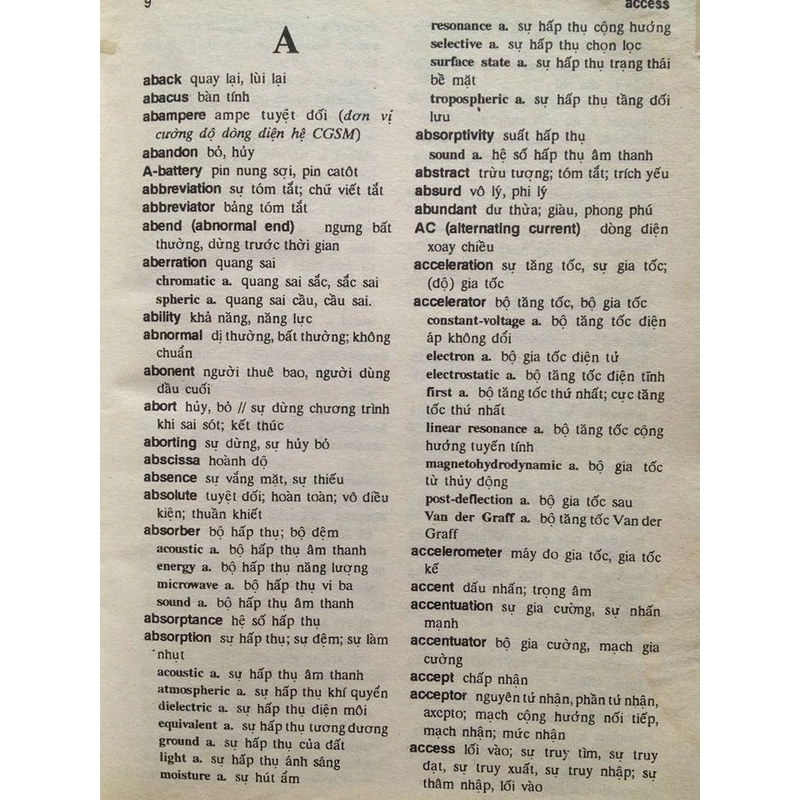 9
access
A
aback quay lại, lùi lại
abacus bàn tính
abampere ampe tuyệt đối (đơn vị
cường độ dòng điện hệ CGSM)
abandon bỏ, hủy
A-battery pin nung sợi, pin catôt
abbreviation sự tóm tắt; chữ viết tắt
abbreviator bảng tóm tắt
abend (abnormal end) ngưng bất
thường, dừng trước thời gian
aberration quang sai
chromatic a. quang sai sắc, sắc sai
spheric a. quang sai cầu, cầu sai.
ability khả năng, năng lực
abnormal dị thường, bất thường; không
chuẩn
abonent người thuê bao, người dùng
đầu cuối
abort hủy, bỏ // sự dừng chương trình
khi sai sót; kết thúc
aborting sự dừng, sự hủy bỏ
abscissa hoành độ
absence sự vắng mặt, sự thiếu
absolute tuyệt đối; hoàn toàn; vô điều
kiện; thuần khiết
absorber bộ hấp thụ; bộ đệm
acoustic a. bộ hấp thụ âm thanh
energy a. bộ hấp thụ năng lượng
microwave a. bộ hấp thụ vi ba
sound a. bộ hấp thụ âm thanh
absorptance hệ số hấp thụ
absorption sự hấp thụ; sự đệm; sự làm
nhụt
acoustic a. sự hấp thụ âm thanh
atmospheric a. sự hấp thụ khí quyển
dielectric a. sự hấp thụ điện môi
equivalent a. sự hấp thụ tương đương
ground a. sự hấp thụ của đất
light a. sự hấp thụ ánh sáng
moisture a. sự hút ẩm
resonance a. sự hấp thụ cộng hưởng
selective a. sự hấp thụ chọn lọc
surface state a. sự hấp thụ trạng thái
bề mặt
tropospheric a. sự hấp thụ tầng đối
lưu
absorptivity suất hấp thụ
sound a. hệ số hấp thụ âm thanh
abstract trừu tượng; tóm tắt; trích yếu
absurd vô lý, phi lý
abundant dư thừa; giàu, phong phú
AC (alternating current) dòng điện
xoay chiều
acceleration sự tăng tốc, sự gia tốc;
(độ) gia tốc
accelerator bộ tăng tốc, bộ gia tốc
constant-voltage a. bộ tăng tốc điện
áp không đổi
electron a. bộ gia tốc điện tử
electrostatic a. bộ tăng tốc điện tĩnh
first a. bộ tăng tốc thứ nhất; cực tăng
tốc thứ nhất
linear resonance a. bộ tăng tốc cộng
hưởng tuyến tính
magnetohydrodynamic a. bộ gia tốc
từ thủy động
post-deflection a. bộ gia tốc sau
Van der Graff a. bộ tăng tốc Van der
Graff
accelerometer máy đo gia tốc, gia tốc
kế
accent dấu nhấn; trọng âm
accentuation sự gia cường, sự nhấn
mạnh
accentuator bộ gia cường, mạch gia
cường
accept chấp nhận
acceptor nguyên tử nhận, phần tử nhận,
axcpto; mạch cộng hưởng nối tiếp,
mạch nhận; mức nhận
access lối vào; sự truy tìm, sự truy
đạt, sự truy xuất, sự truy nhập; sự
thâm nhập, lối vào